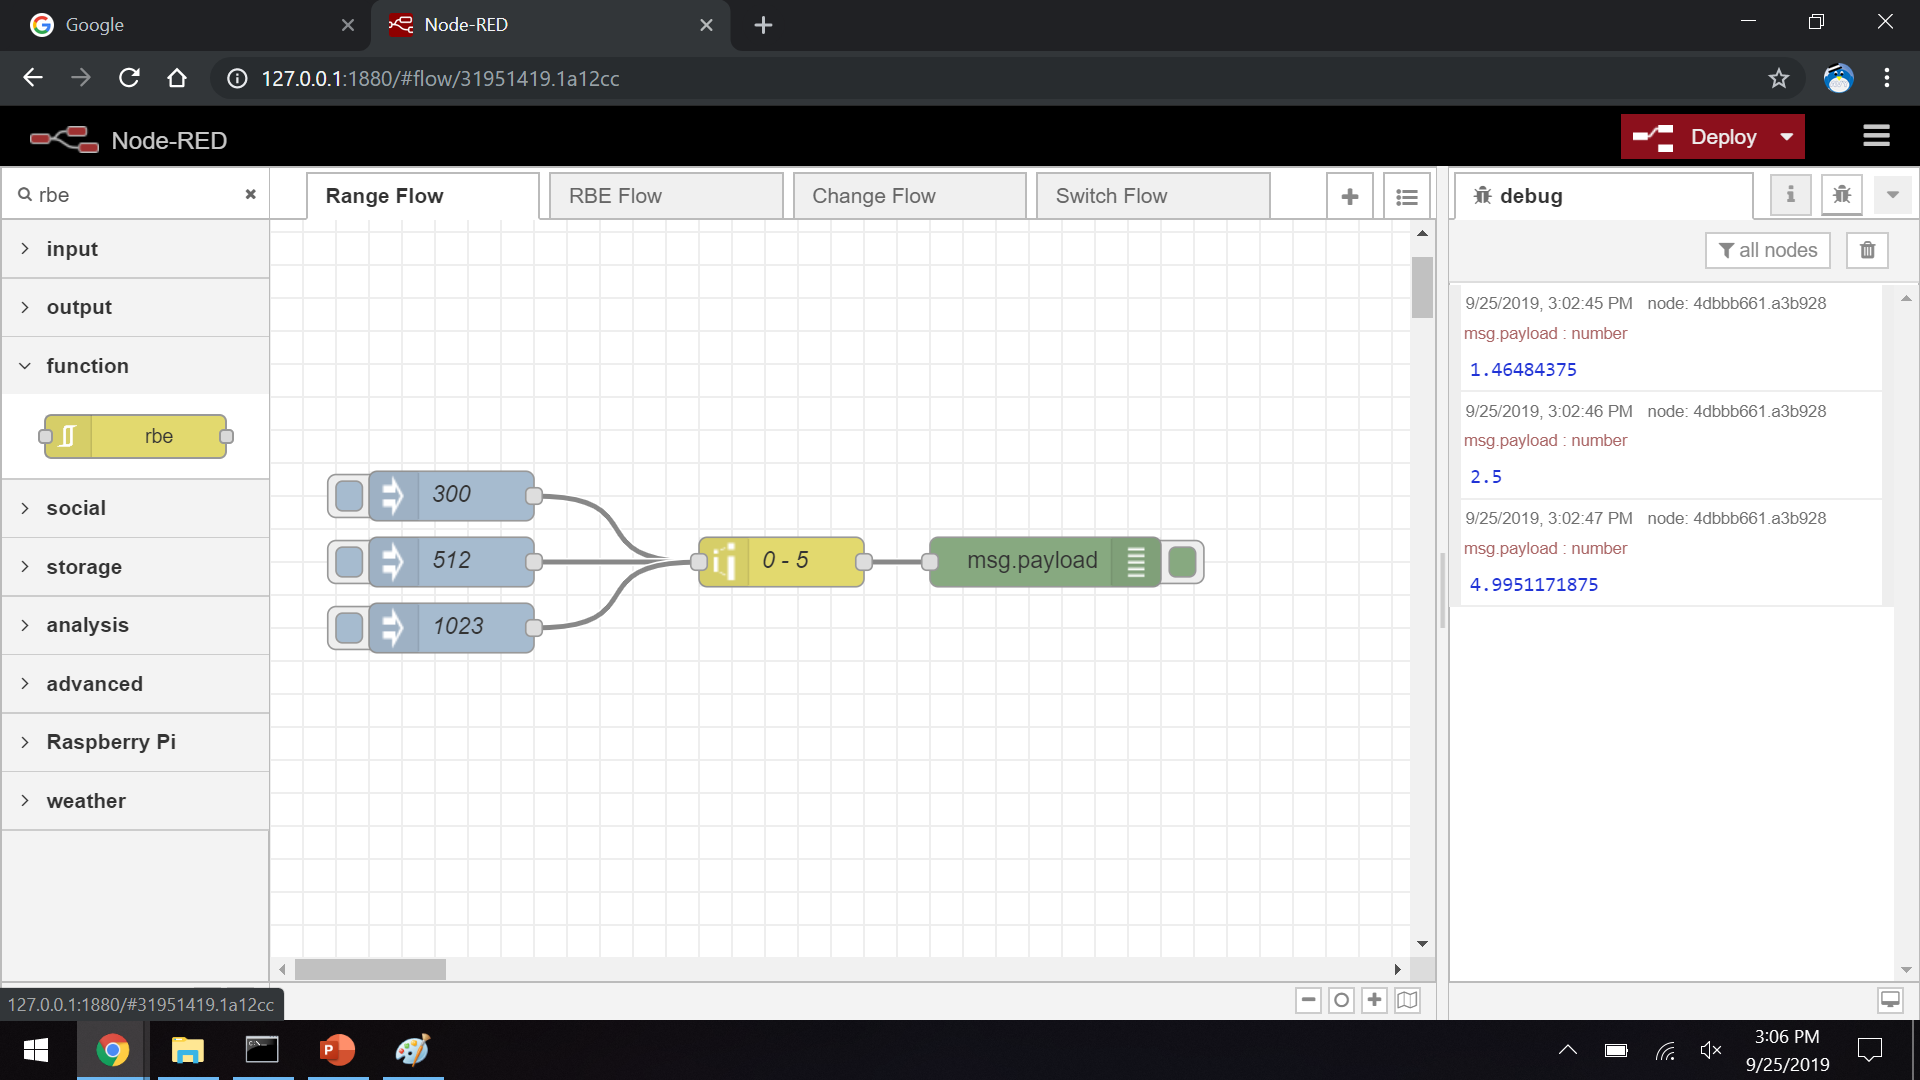 Google
Node-RED
127.0.0.1:1880/#flow/31951419.1a12cc
Node-RED
Deploy
rbe
Range Flow
RBE Flow
Change Flow
Switch Flow
debug
all nodes
input
output
function
rbe
social
storage
analysis
advanced
Raspberry Pi
weather
300
512
1023
0 - 5
msg.payload
9/25/2019, 3:02:45 PM node: 4dbbb661.a3b928
msg.payload : number
1.46484375
9/25/2019, 3:02:46 PM node: 4dbbb661.a3b928
msg.payload : number
2.5
9/25/2019, 3:02:47 PM node: 4dbbb661.a3b928
msg.payload : number
4.9951171875
127.0.0.1:1880/#31951419.1a12cc
3:06 PM
9/25/2019